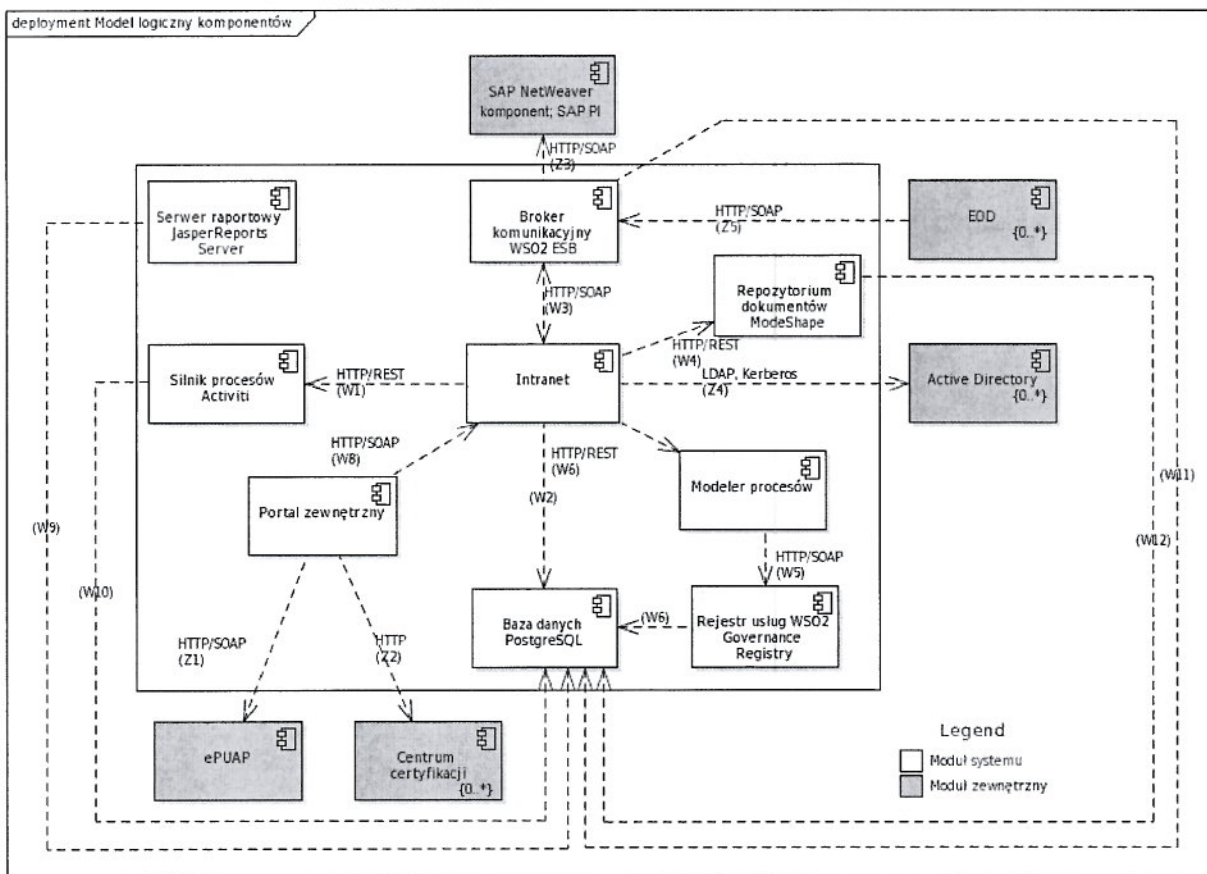 deployment Model logiczny komponentów
SAP NetWeaver
komponent; SAP PI
HTTP/SOAP
(Z3)
Serwer raportowy
JasperReports
Server
Broker
komunikacyjny
WSO2 ESB
HTTP/SOAP
(Z5)
EOD
{0..*}
HTTP/SOAP
(W3)
Repozytorium
dokumentów
ModeShape
HTTP/REST
(W4)
Silnik procesów
Activiti
HTTP/REST
(W1)
Intranet
LDAP, Kerberos
(Z4)
Active Directory
{0..*}
HTTP/SOAP
(W8)
HTTP/REST
(W6)
(W2)
Portal zewnętrzny
Modeler procesów
(W11)
(W9)
(W12)
HTTP/SOAP
(W5)
(W10)
Baza danych
PostgreSQL
(W6)
Rejestr usług WSO2
Governance
Registry
HTTP/SOAP
(Z1)
HTTP
(Z2)
ePUAP
Centrum
certyfikacji
{0..*}
Legend
Moduł systemu
Moduł zewnętrzny